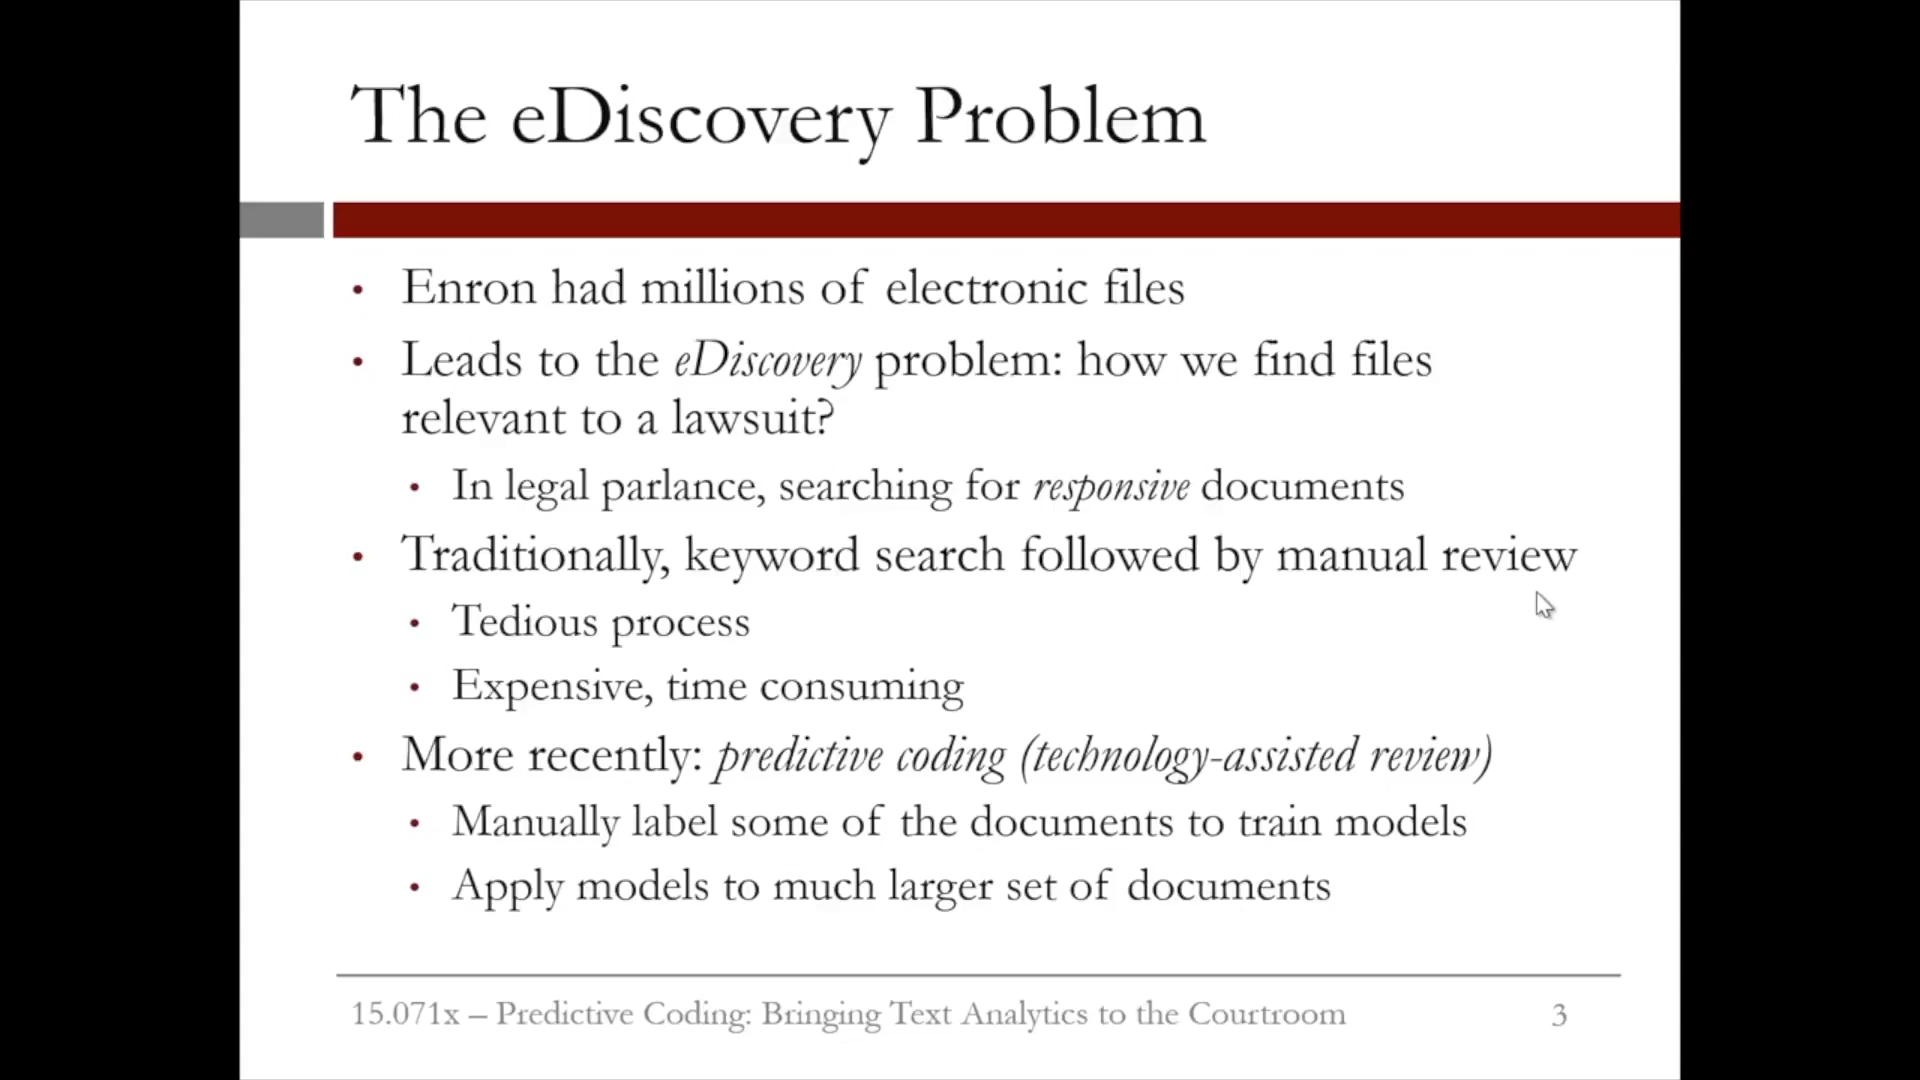 The eDiscovery Problem
• Enron had millions of electronic files
• Leads to the eDiscovery problem: how we find files
relevant to a lawsuit?
• In legal parlance, searching for responsive documents
• Traditionally, keyword search followed by manual review
• Tedious process
• Expensive, time consuming
• More recently: predictive coding (technology-assisted review)
• Manually label some of the documents to train models
• Apply models to much larger set of documents
15.071x – Predictive Coding: Bringing Text Analytics to the Courtroom 3